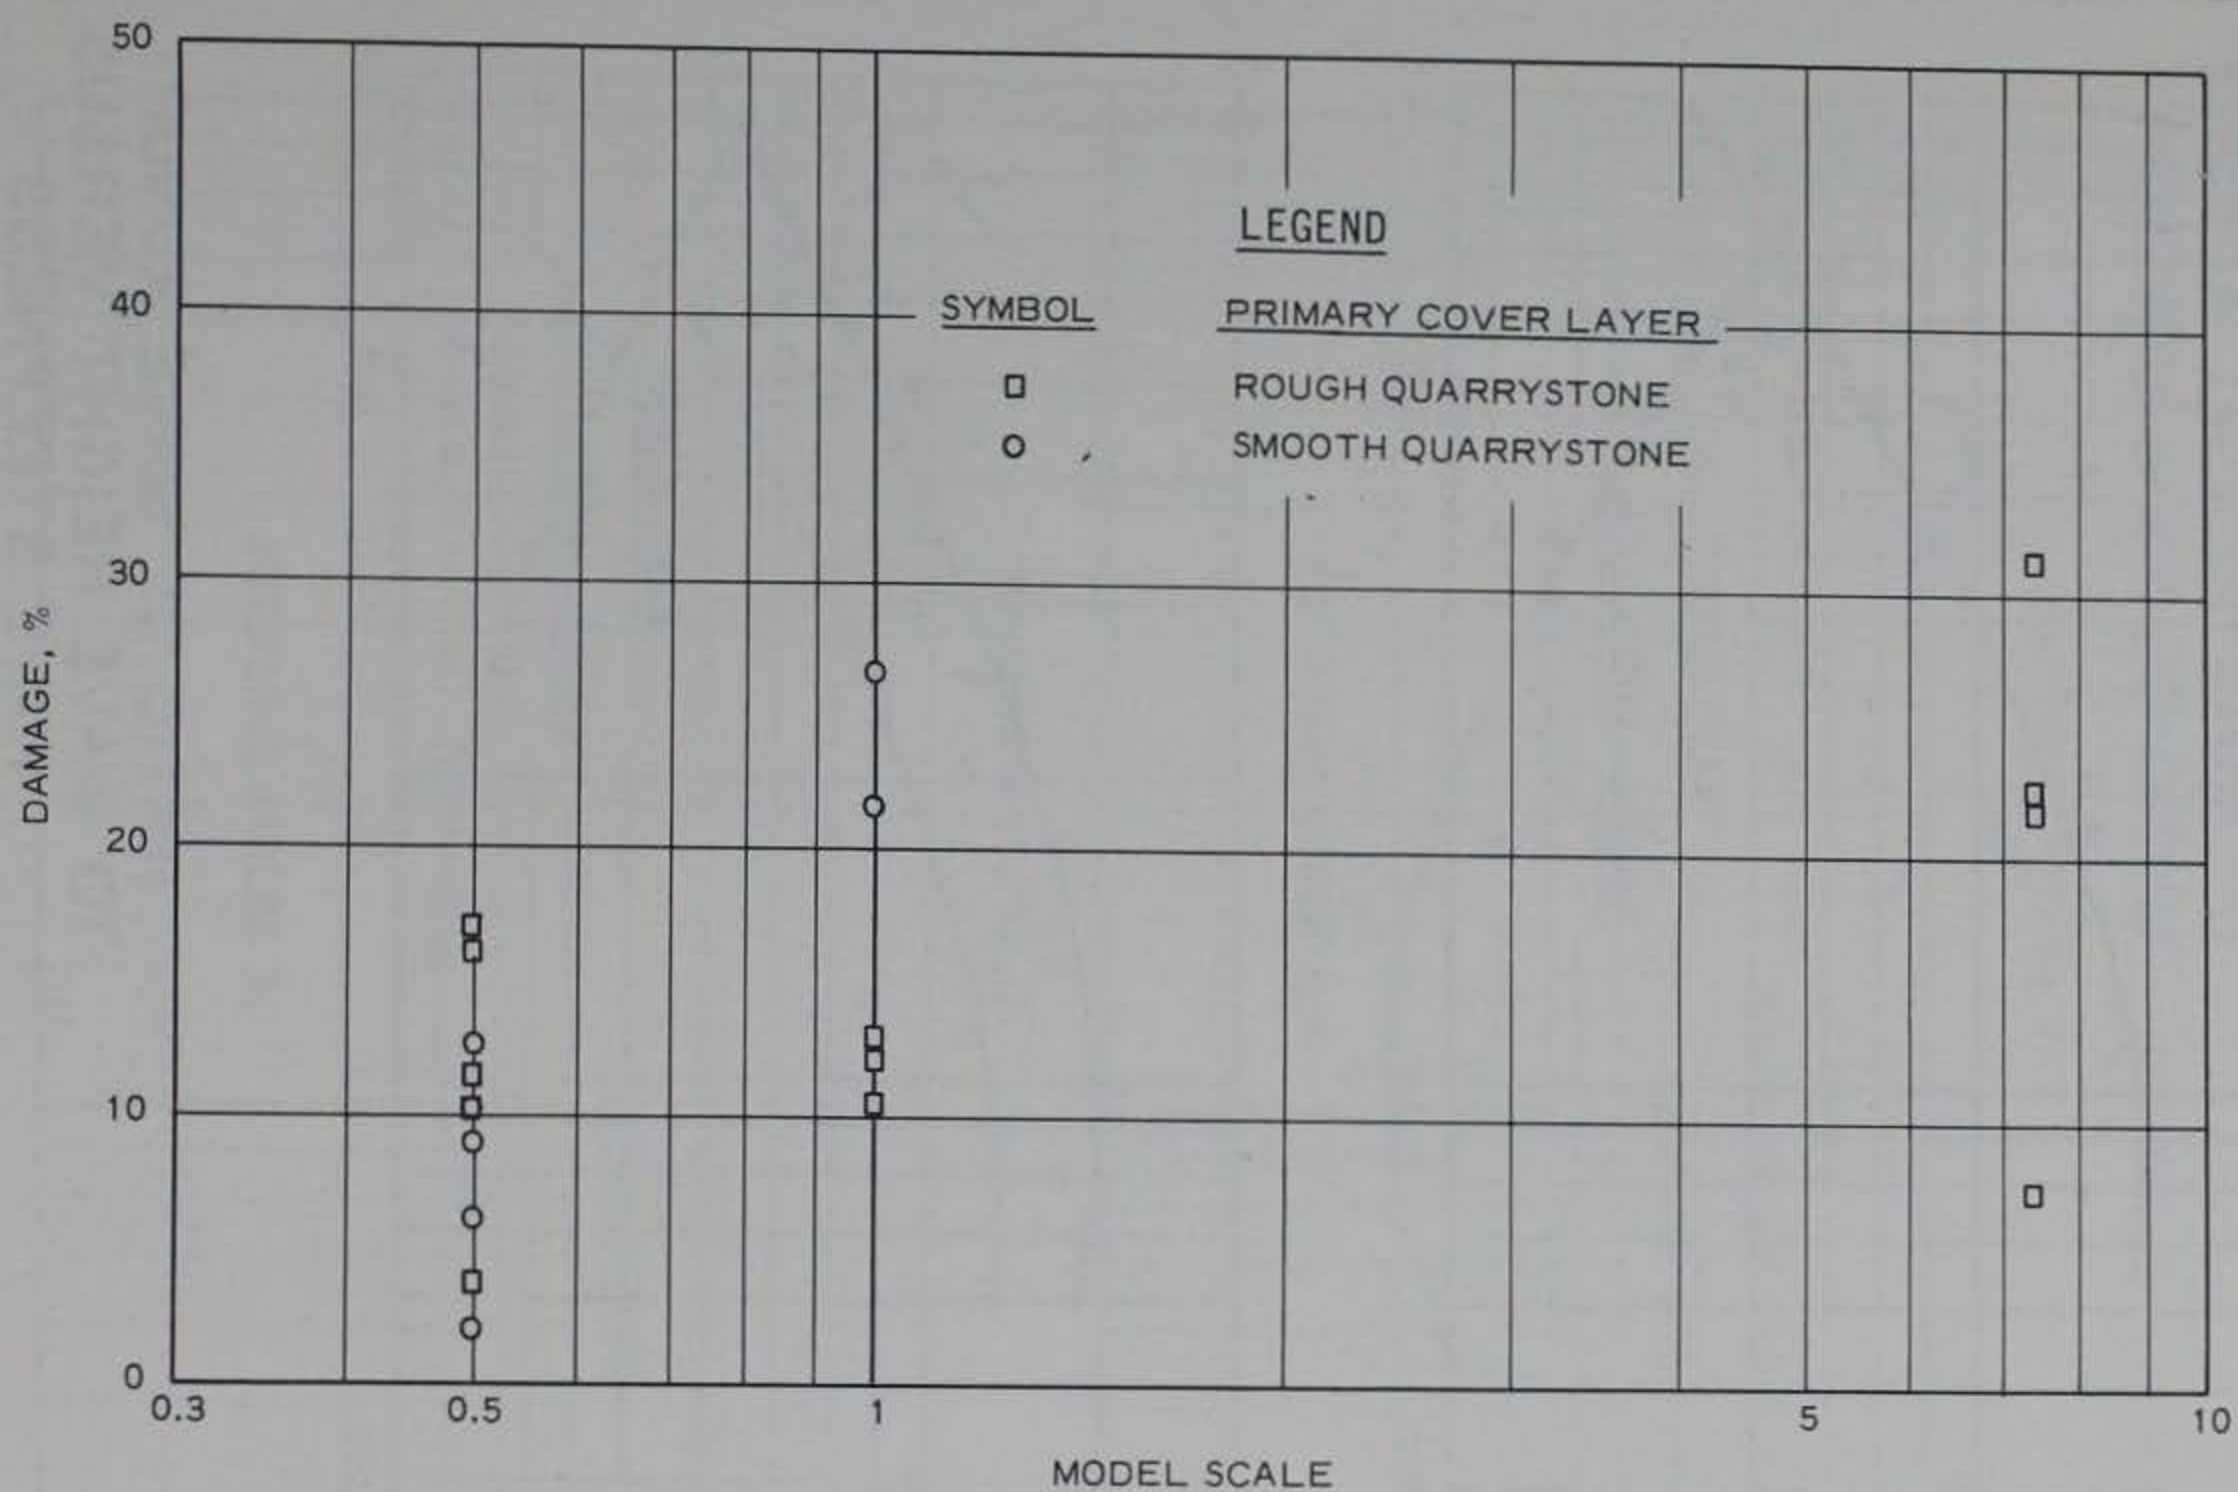 50
40
30
20
10
0
DAMAGE, %
LEGEND
SYMBOL PRIMARY COVER LAYER
ROUGH QUARRYSTONE
SMOOTH QUARRYSTONE
0.3 0.5 1 5 10
MODEL SCALE